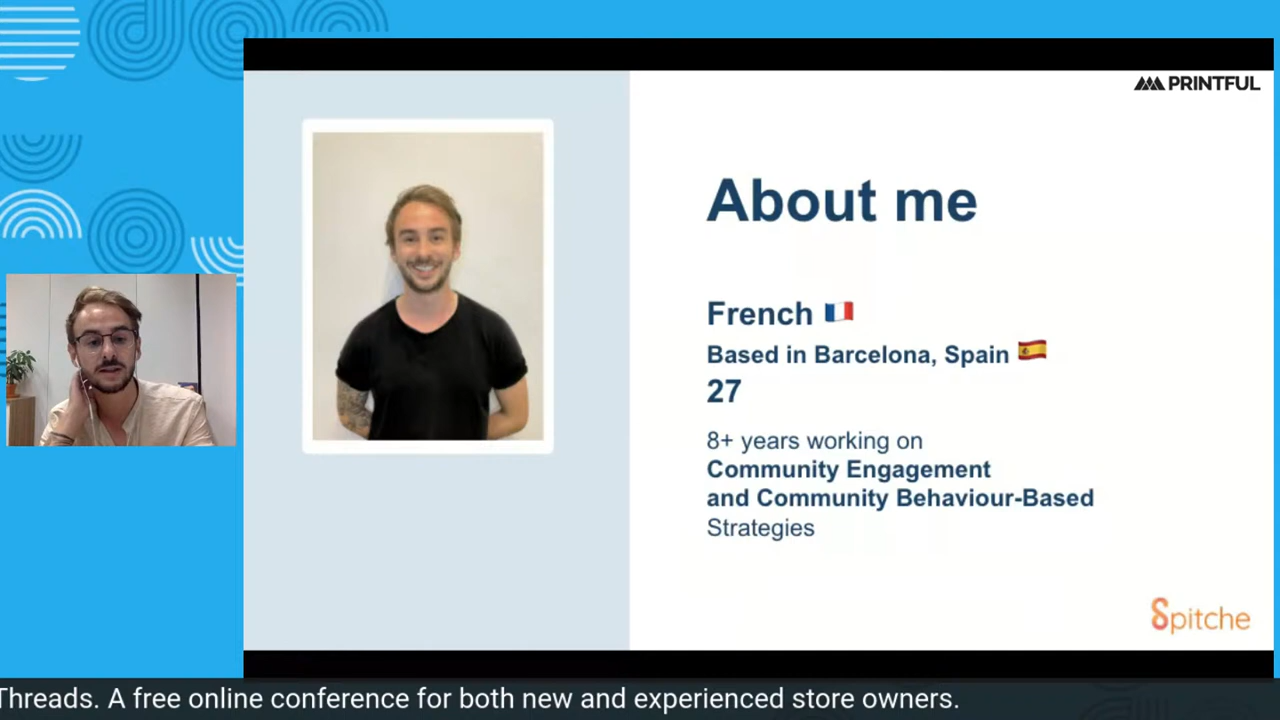 PRINTFUL
About me
French 🇫🇷
Based in Barcelona, Spain 🇪🇸
27
8+ years working on
Community Engagement
and Community Behaviour-Based
Strategies
Spitche
Threads. A free online conference for both new and experienced store owners.